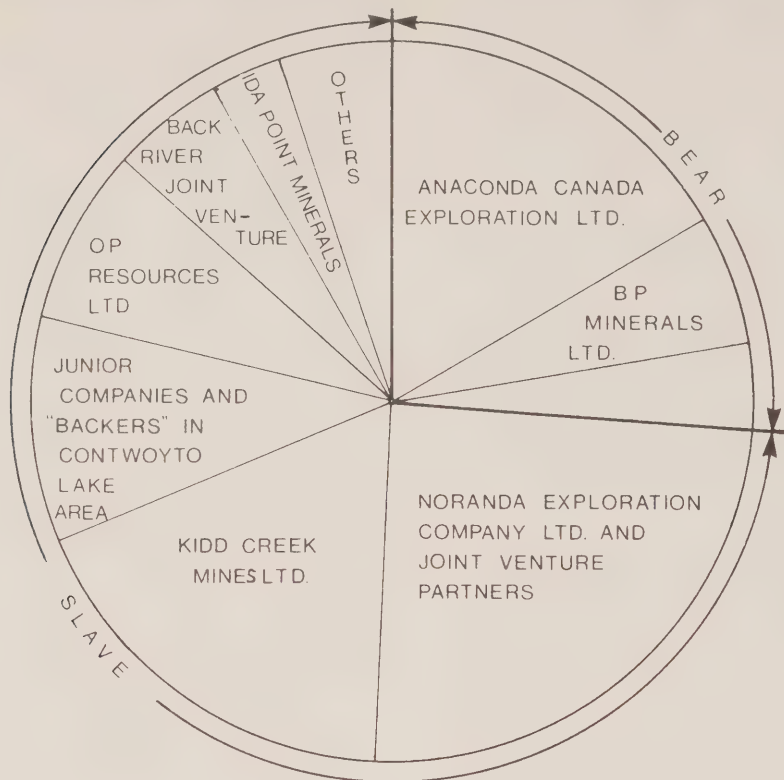 BEAR
ANACONDA CANADA
EXPLORATION LTD.
BP
MINERALS
LTD.
NORANDA EXPLORATION
COMPANY LTD. AND
JOINT VENTURE
PARTNERS
KIDD CREEK
MINES LTD.
JUNIOR
COMPANIES AND
"BACKERS" IN
CONTWOYTO
LAKE
AREA
OP
RESOURCES
LTD
BACK
RIVER
JOINT
VEN-
TURE
IDA POINT MINERALS
OTHERS
SLAVE